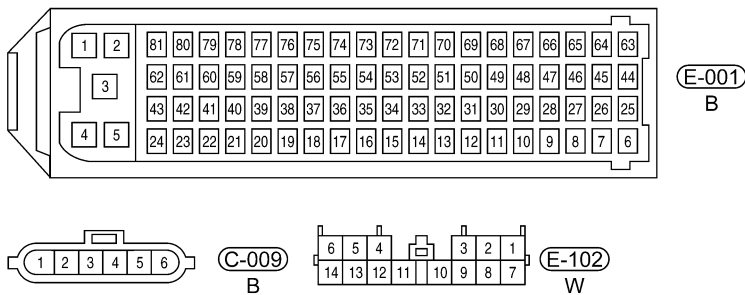 1 2 81 80 79 78 77 76 75 74 73 72 71 70 69 68 67 66 65 64 63
3 62 61 60 59 58 57 56 55 54 53 52 51 50 49 48 47 46 45 44
43 42 41 40 39 38 37 36 35 34 33 32 31 30 29 28 27 26 25
4 5 24 23 22 21 20 19 18 17 16 15 14 13 12 11 10 9 8 7 6
E-001
B
1 2 3 4 5 6
C-009
B
6 5 4 3 2 1
14 13 12 11 10 9 8 7
E-102
W